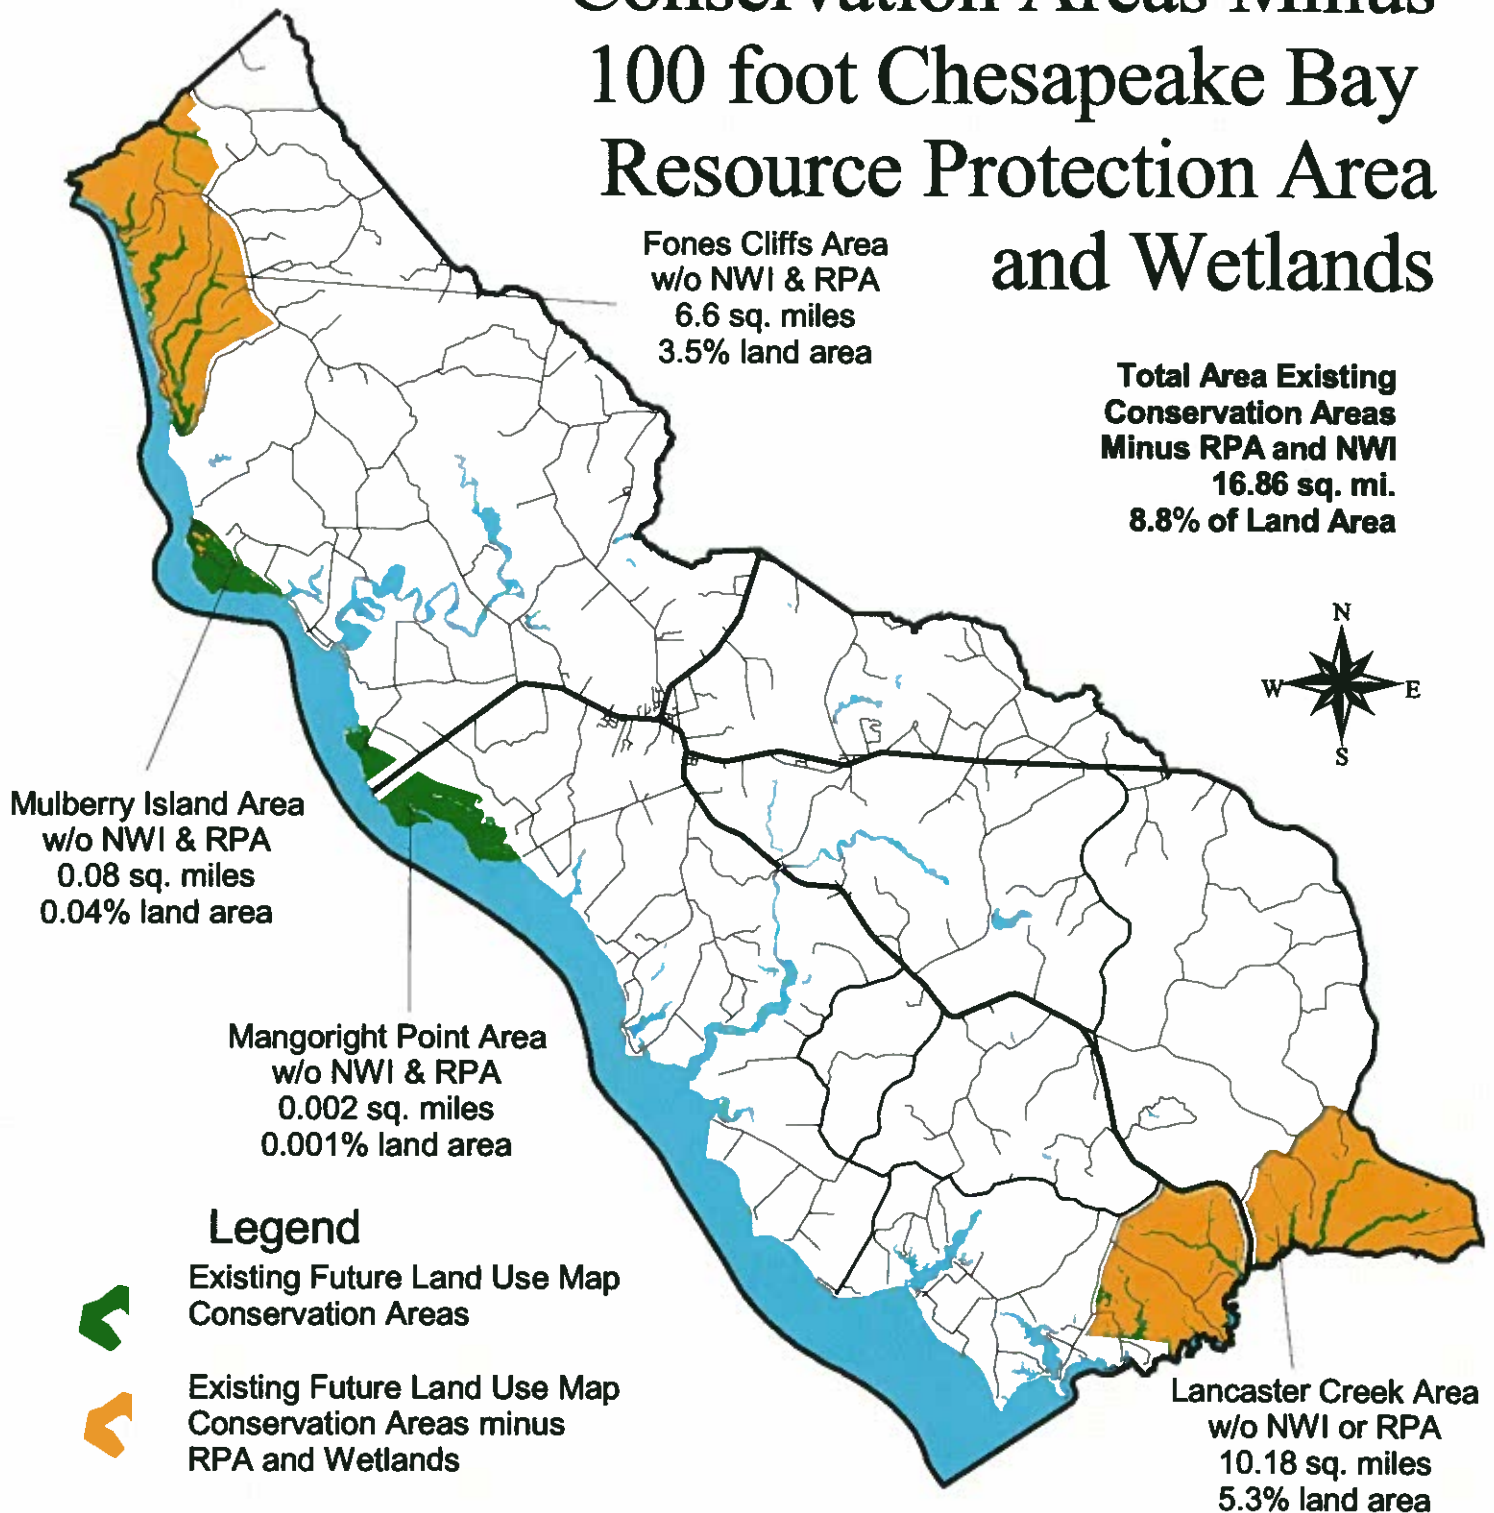 Conservation Areas Minus
100 foot Chesapeake Bay
Resource Protection Area
and Wetlands
Fones Cliffs Area
w/o NWI & RPA
6.6 sq. miles
3.5% land area
Total Area Existing
Conservation Areas
Minus RPA and NWI
16.86 sq. mi.
8.8% of Land Area
N
W
E
S
Mulberry Island Area
w/o NWI & RPA
0.08 sq. miles
0.04% land area
Mangoright Point Area
w/o NWI & RPA
0.002 sq. miles
0.001% land area
Legend
Existing Future Land Use Map
Conservation Areas
Existing Future Land Use Map
Conservation Areas minus
RPA and Wetlands
Lancaster Creek Area
w/o NWI or RPA
10.18 sq. miles
5.3% land area